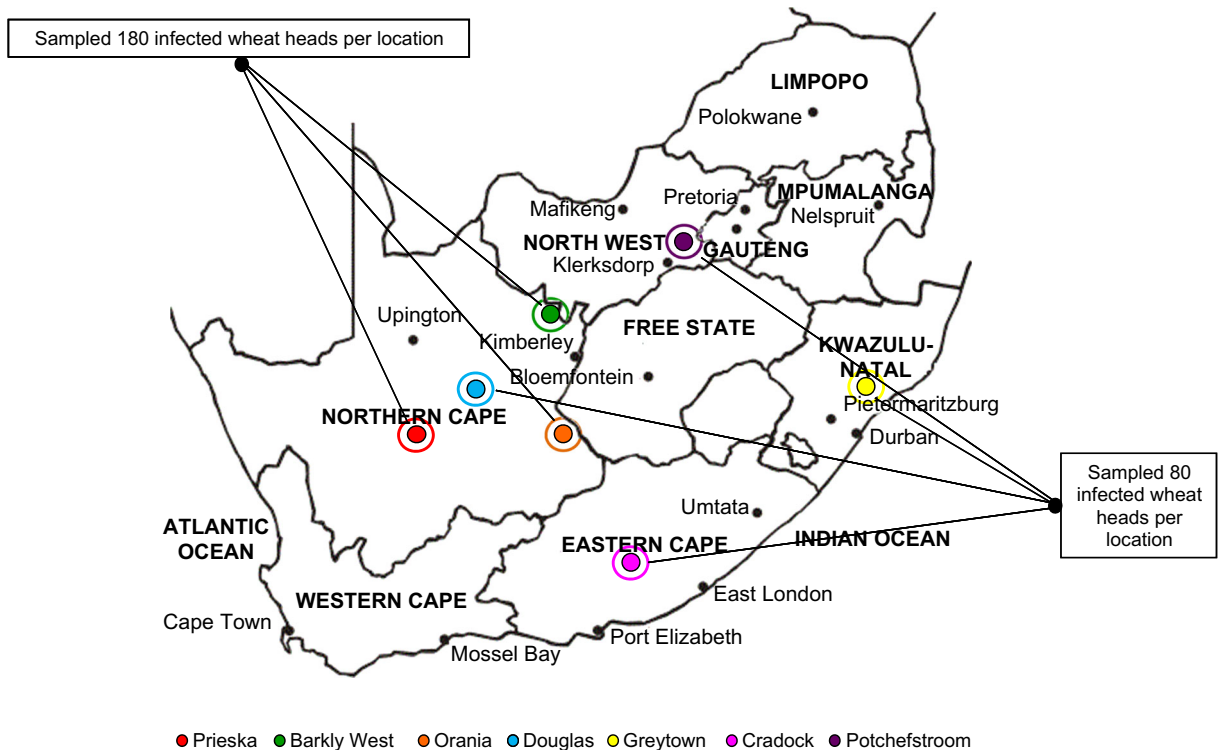 Sampled 180 infected wheat heads per location
LIMPOPO
Polokwane
MPUMALANGA
Pretoria
Nelspruit
Mafikeng
NORTH WEST
GAUTENG
Klerksdorp
Upington
FREE STATE
Kimberley
KWAZULU-
NATAL
Bloemfontein
NORTHERN CAPE
Pietermaritzburg
Durban
Sampled 80
infected wheat
heads per
location
Umtata
ATLANTIC
OCEAN
EASTERN CAPE
INDIAN OCEAN
WESTERN CAPE
East London
Cape Town
Port Elizabeth
Mossel Bay
Prieska Barkly West Orania Douglas Greytown Cradock Potchefstroom